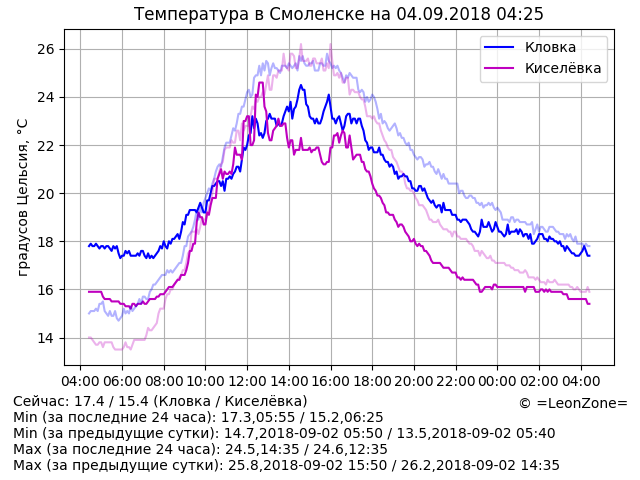 Температура в Смоленске на 04.09.2018 04:25
градусов Цельсия, °C
26
24
22
20
18
16
14
Кловка
Киселёвка
04:00 06:00 08:00 10:00 12:00 14:00 16:00 18:00 20:00 22:00 00:00 02:00 04:00
Сейчас: 17.4 / 15.4 (Кловка / Киселёвка)
© =LeonZone=
Min (за последние 24 часа): 17.3,05:55 / 15.2,06:25
Min (за предыдущие сутки): 14.7,2018-09-02 05:50 / 13.5,2018-09-02 05:40
Max (за последние 24 часа): 24.5,14:35 / 24.6,12:35
Max (за предыдущие сутки): 25.8,2018-09-02 15:50 / 26.2,2018-09-02 14:35